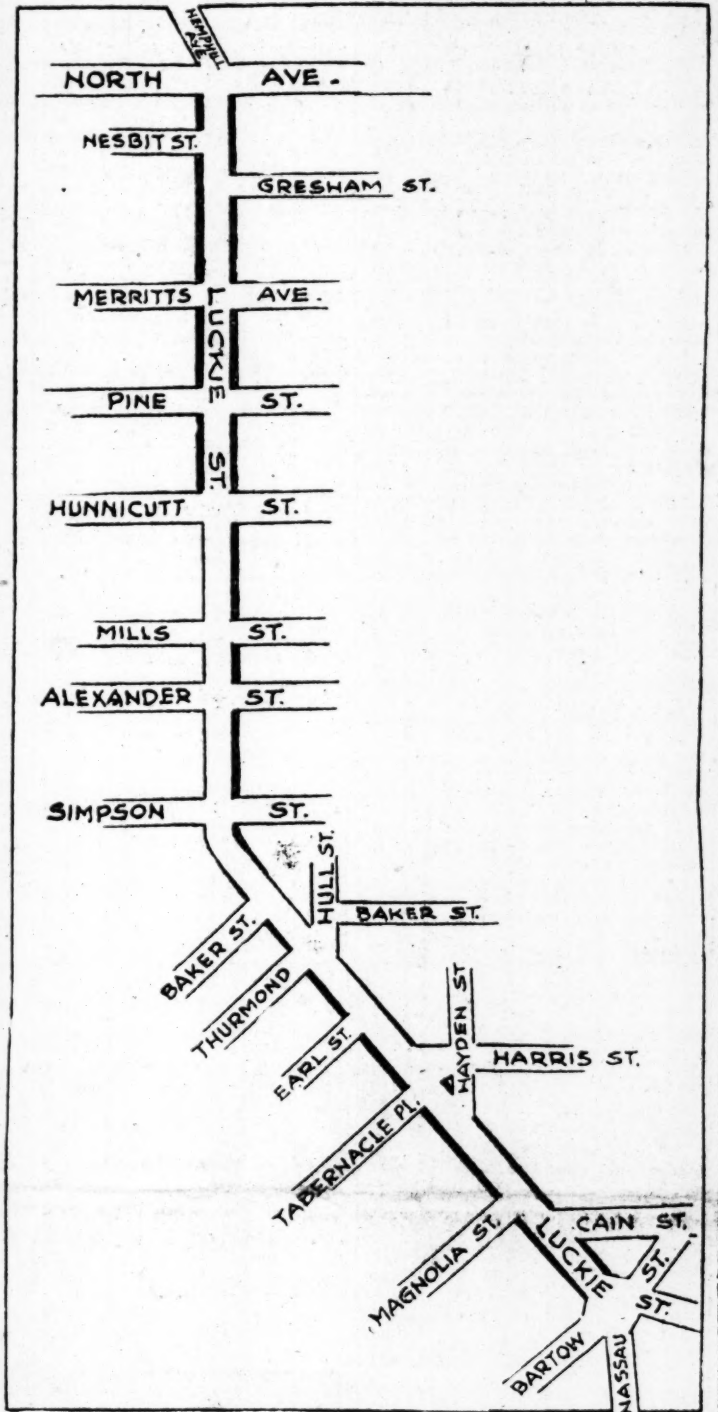 HEMPHILL AVE
NORTH AVE.
NESBIT ST.
GRESHAM ST.
MERRITTS AVE.
LUCKIE ST.
PINE ST.
HUNNICUTT ST.
MILLS ST.
ALEXANDER ST.
SIMPSON ST.
HULL ST.
BAKER ST.
BAKER ST.
THURMOND
EARL ST.
HAYDEN ST
HARRIS ST.
TABERNACLE PL.
MAGNOLIA ST.
CAIN ST.
LUCKIE ST.
BARTOW ST.
NASSAU